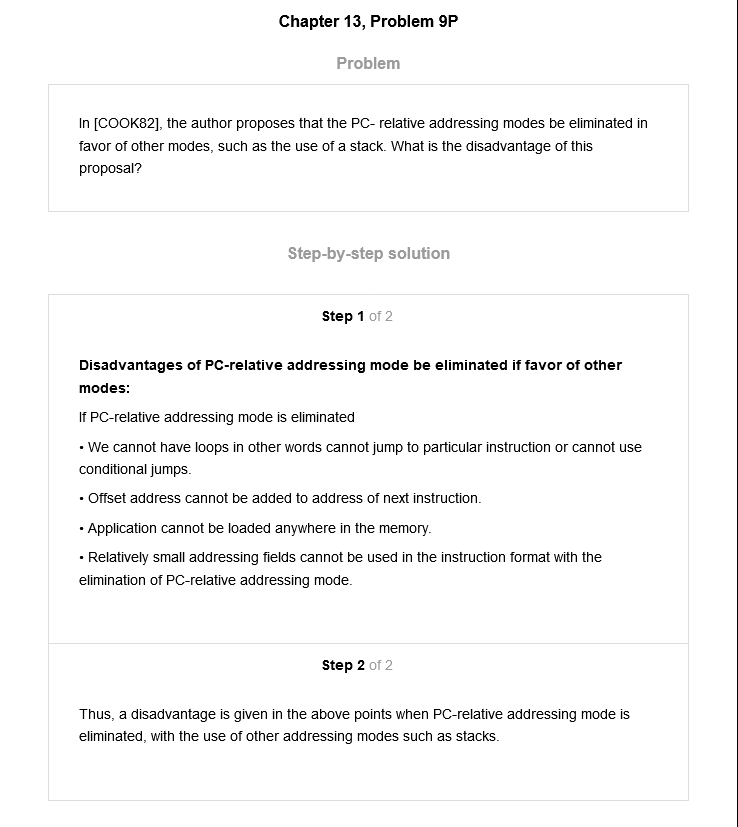 Chapter 13, Problem 9P
Problem
In [COOK82], the author proposes that the PC- relative addressing modes be eliminated in
favor of other modes, such as the use of a stack. What is the disadvantage of this
proposal?
Step-by-step solution
Step 1 of 2
Disadvantages of PC-relative addressing mode be eliminated if favor of other
modes:
If PC-relative addressing mode is eliminated
• We cannot have loops in other words cannot jump to particular instruction or cannot use
conditional jumps.
• Offset address cannot be added to address of next instruction.
• Application cannot be loaded anywhere in the memory.
• Relatively small addressing fields cannot be used in the instruction format with the
elimination of PC-relative addressing mode.
Step 2 of 2
Thus, a disadvantage is given in the above points when PC-relative addressing mode is
eliminated, with the use of other addressing modes such as stacks.